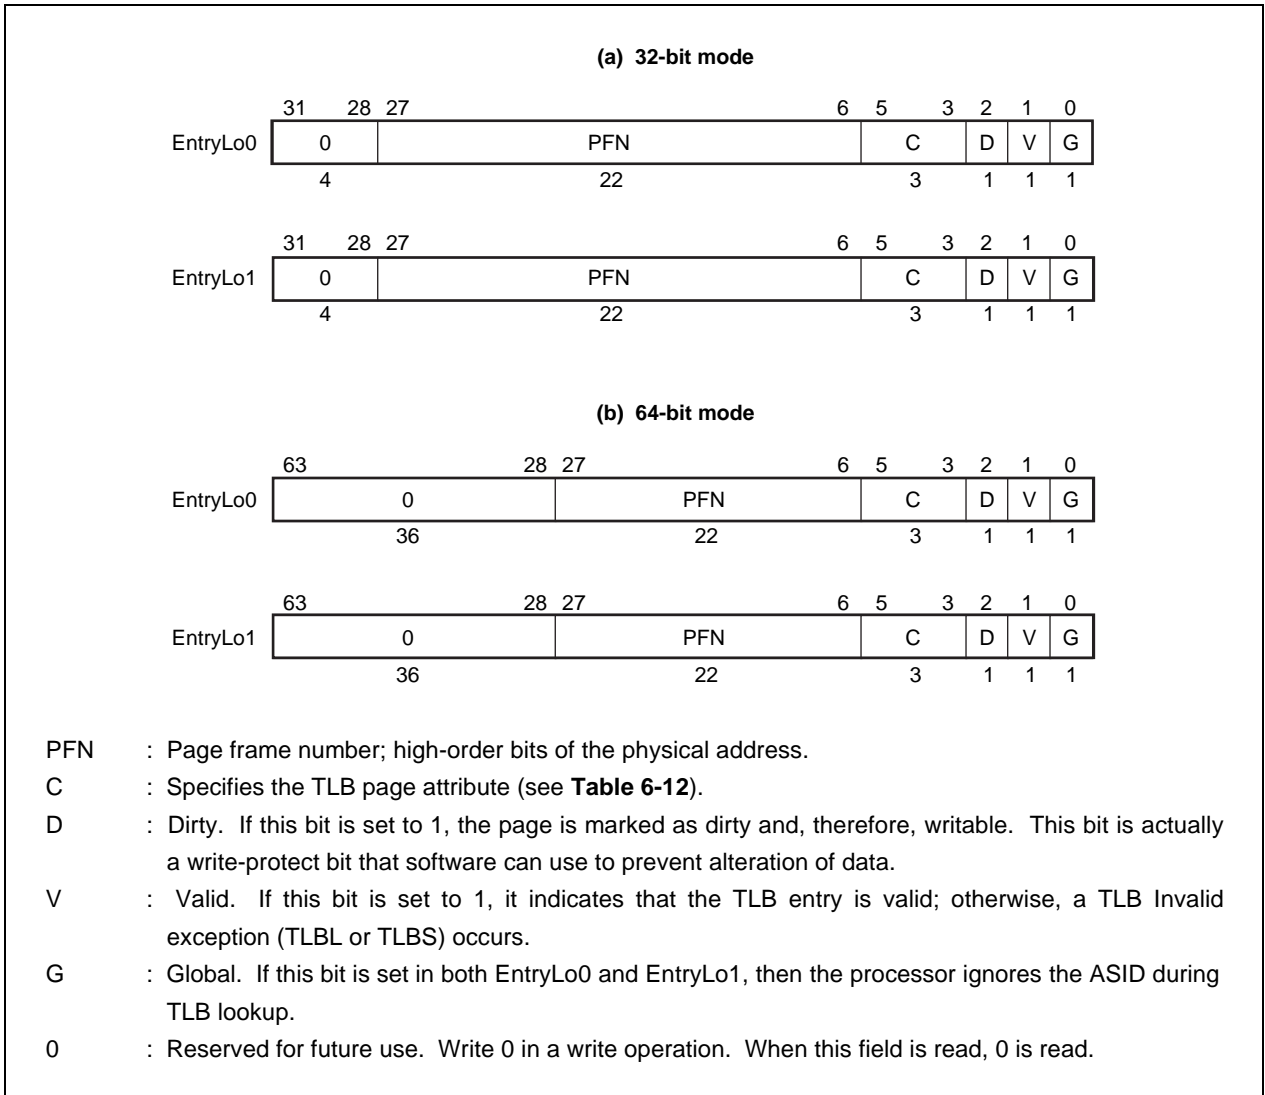 (a) 32-bit mode
31 28 27 6 5 3 2 1 0
EntryLo0 0 PFN C D V G
4 22 3 1 1 1
31 28 27 6 5 3 2 1 0
EntryLo1 0 PFN C D V G
4 22 3 1 1 1
(b) 64-bit mode
63 28 27 6 5 3 2 1 0
EntryLo0 0 PFN C D V G
36 22 3 1 1 1
63 28 27 6 5 3 2 1 0
EntryLo1 0 PFN C D V G
36 22 3 1 1 1
PFN : Page frame number; high-order bits of the physical address.
C : Specifies the TLB page attribute (see Table 6-12).
D : Dirty. If this bit is set to 1, the page is marked as dirty and, therefore, writable. This bit is actually
a write-protect bit that software can use to prevent alteration of data.
V : Valid. If this bit is set to 1, it indicates that the TLB entry is valid; otherwise, a TLB Invalid
exception (TLBL or TLBS) occurs.
G : Global. If this bit is set in both EntryLo0 and EntryLo1, then the processor ignores the ASID during
TLB lookup.
0 : Reserved for future use. Write 0 in a write operation. When this field is read, 0 is read.